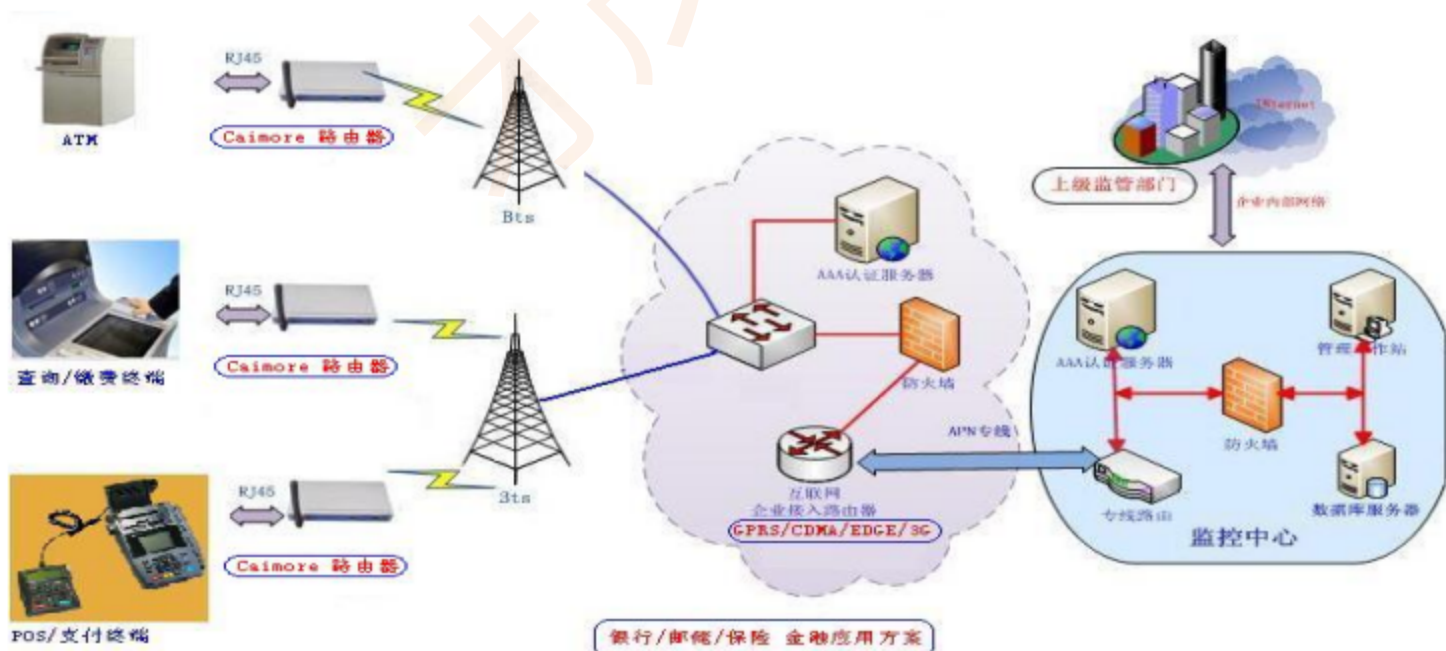 RJ45
ATM
Caimore 路由器
Bts
RJ45
查询/缴费终端
Caimore 路由器
RJ45
3ts
POS/支付终端
Caimore 路由器
AAA认证服务器
防火墙
互联网
企业接入路由器
GPRS/CDMA/EDGE/3G
APN专线
INternet
上级监管部门
企业内部网络
AAA认证服务器
管理工作站
防火墙
专线路由
数据库服务器
监控中心
银行/邮储/保险 金融应用方案